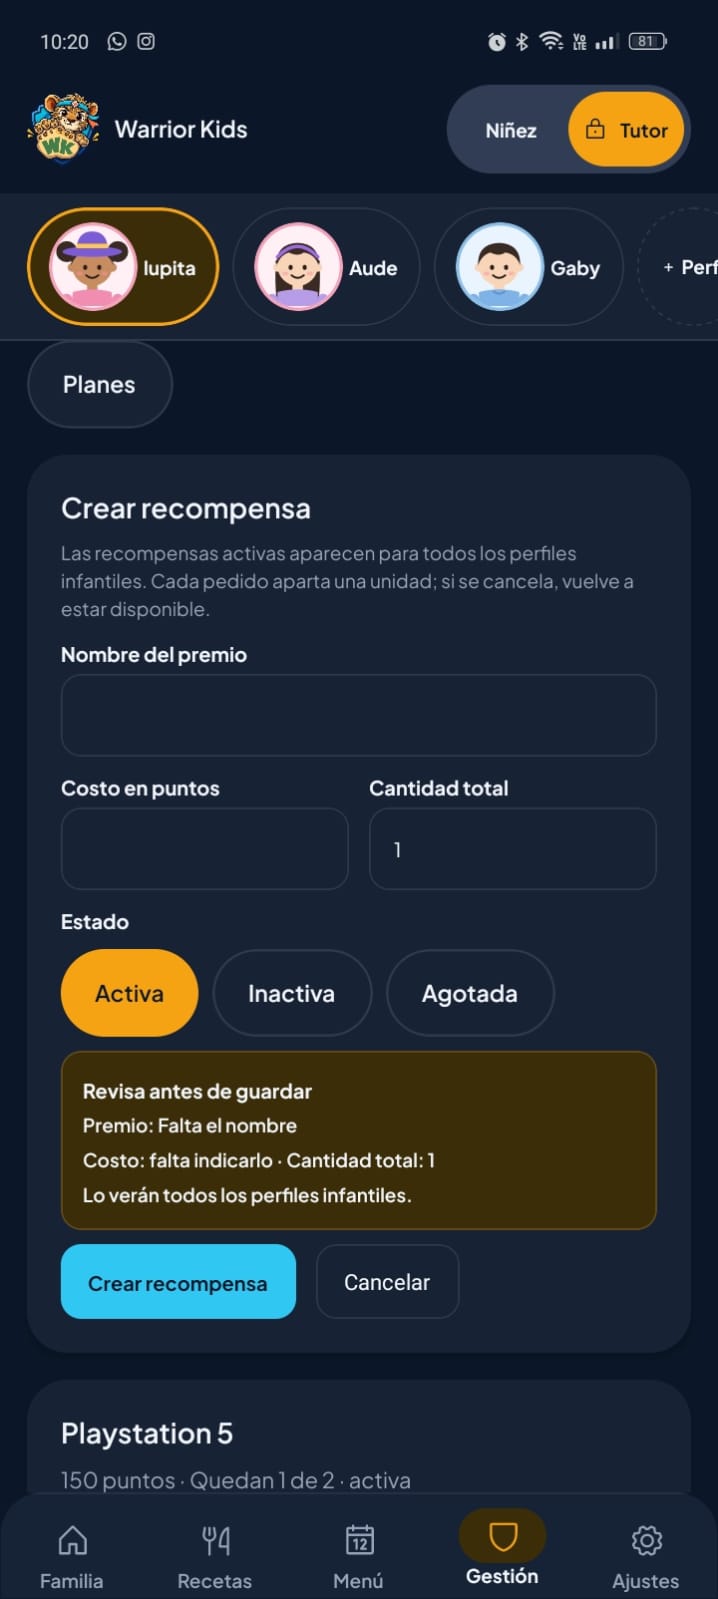 10:20
VO LTE
81
WK
Warrior Kids
Niñez
Tutor
lupita
Aude
Gaby
+ Perf
Planes
Crear recompensa
Las recompensas activas aparecen para todos los perfiles
infantiles. Cada pedido aparta una unidad; si se cancela, vuelve a
estar disponible.
Nombre del premio
Costo en puntos
Cantidad total
1
Estado
Activa
Inactiva
Agotada
Revisa antes de guardar
Premio: Falta el nombre
Costo: falta indicarlo · Cantidad total: 1
Lo verán todos los perfiles infantiles.
Crear recompensa
Cancelar
Playstation 5
150 puntos · Quedan 1 de 2 · activa
12
Familia
Recetas
Menú
Gestión
Ajustes